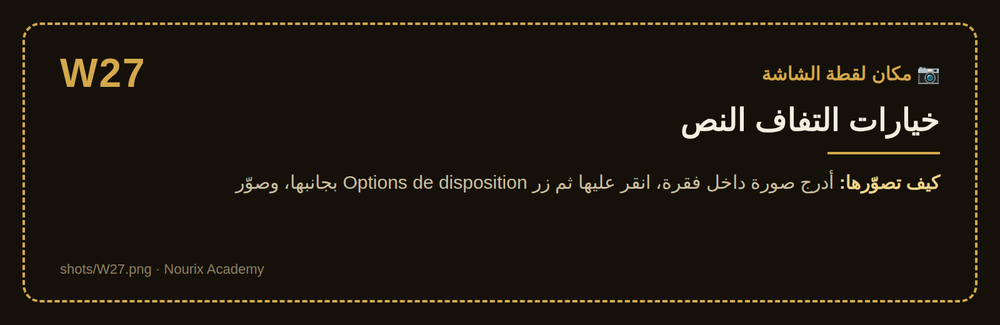 W27
📷 مكان لقطة الشاشة
خيارات التفاف النص
كيف تصوّرها: أدرج صورة داخل فقرة، انقر عليها ثم زر Options de disposition بجانبها، وصوّر
shots/W27.png · Nourix Academy